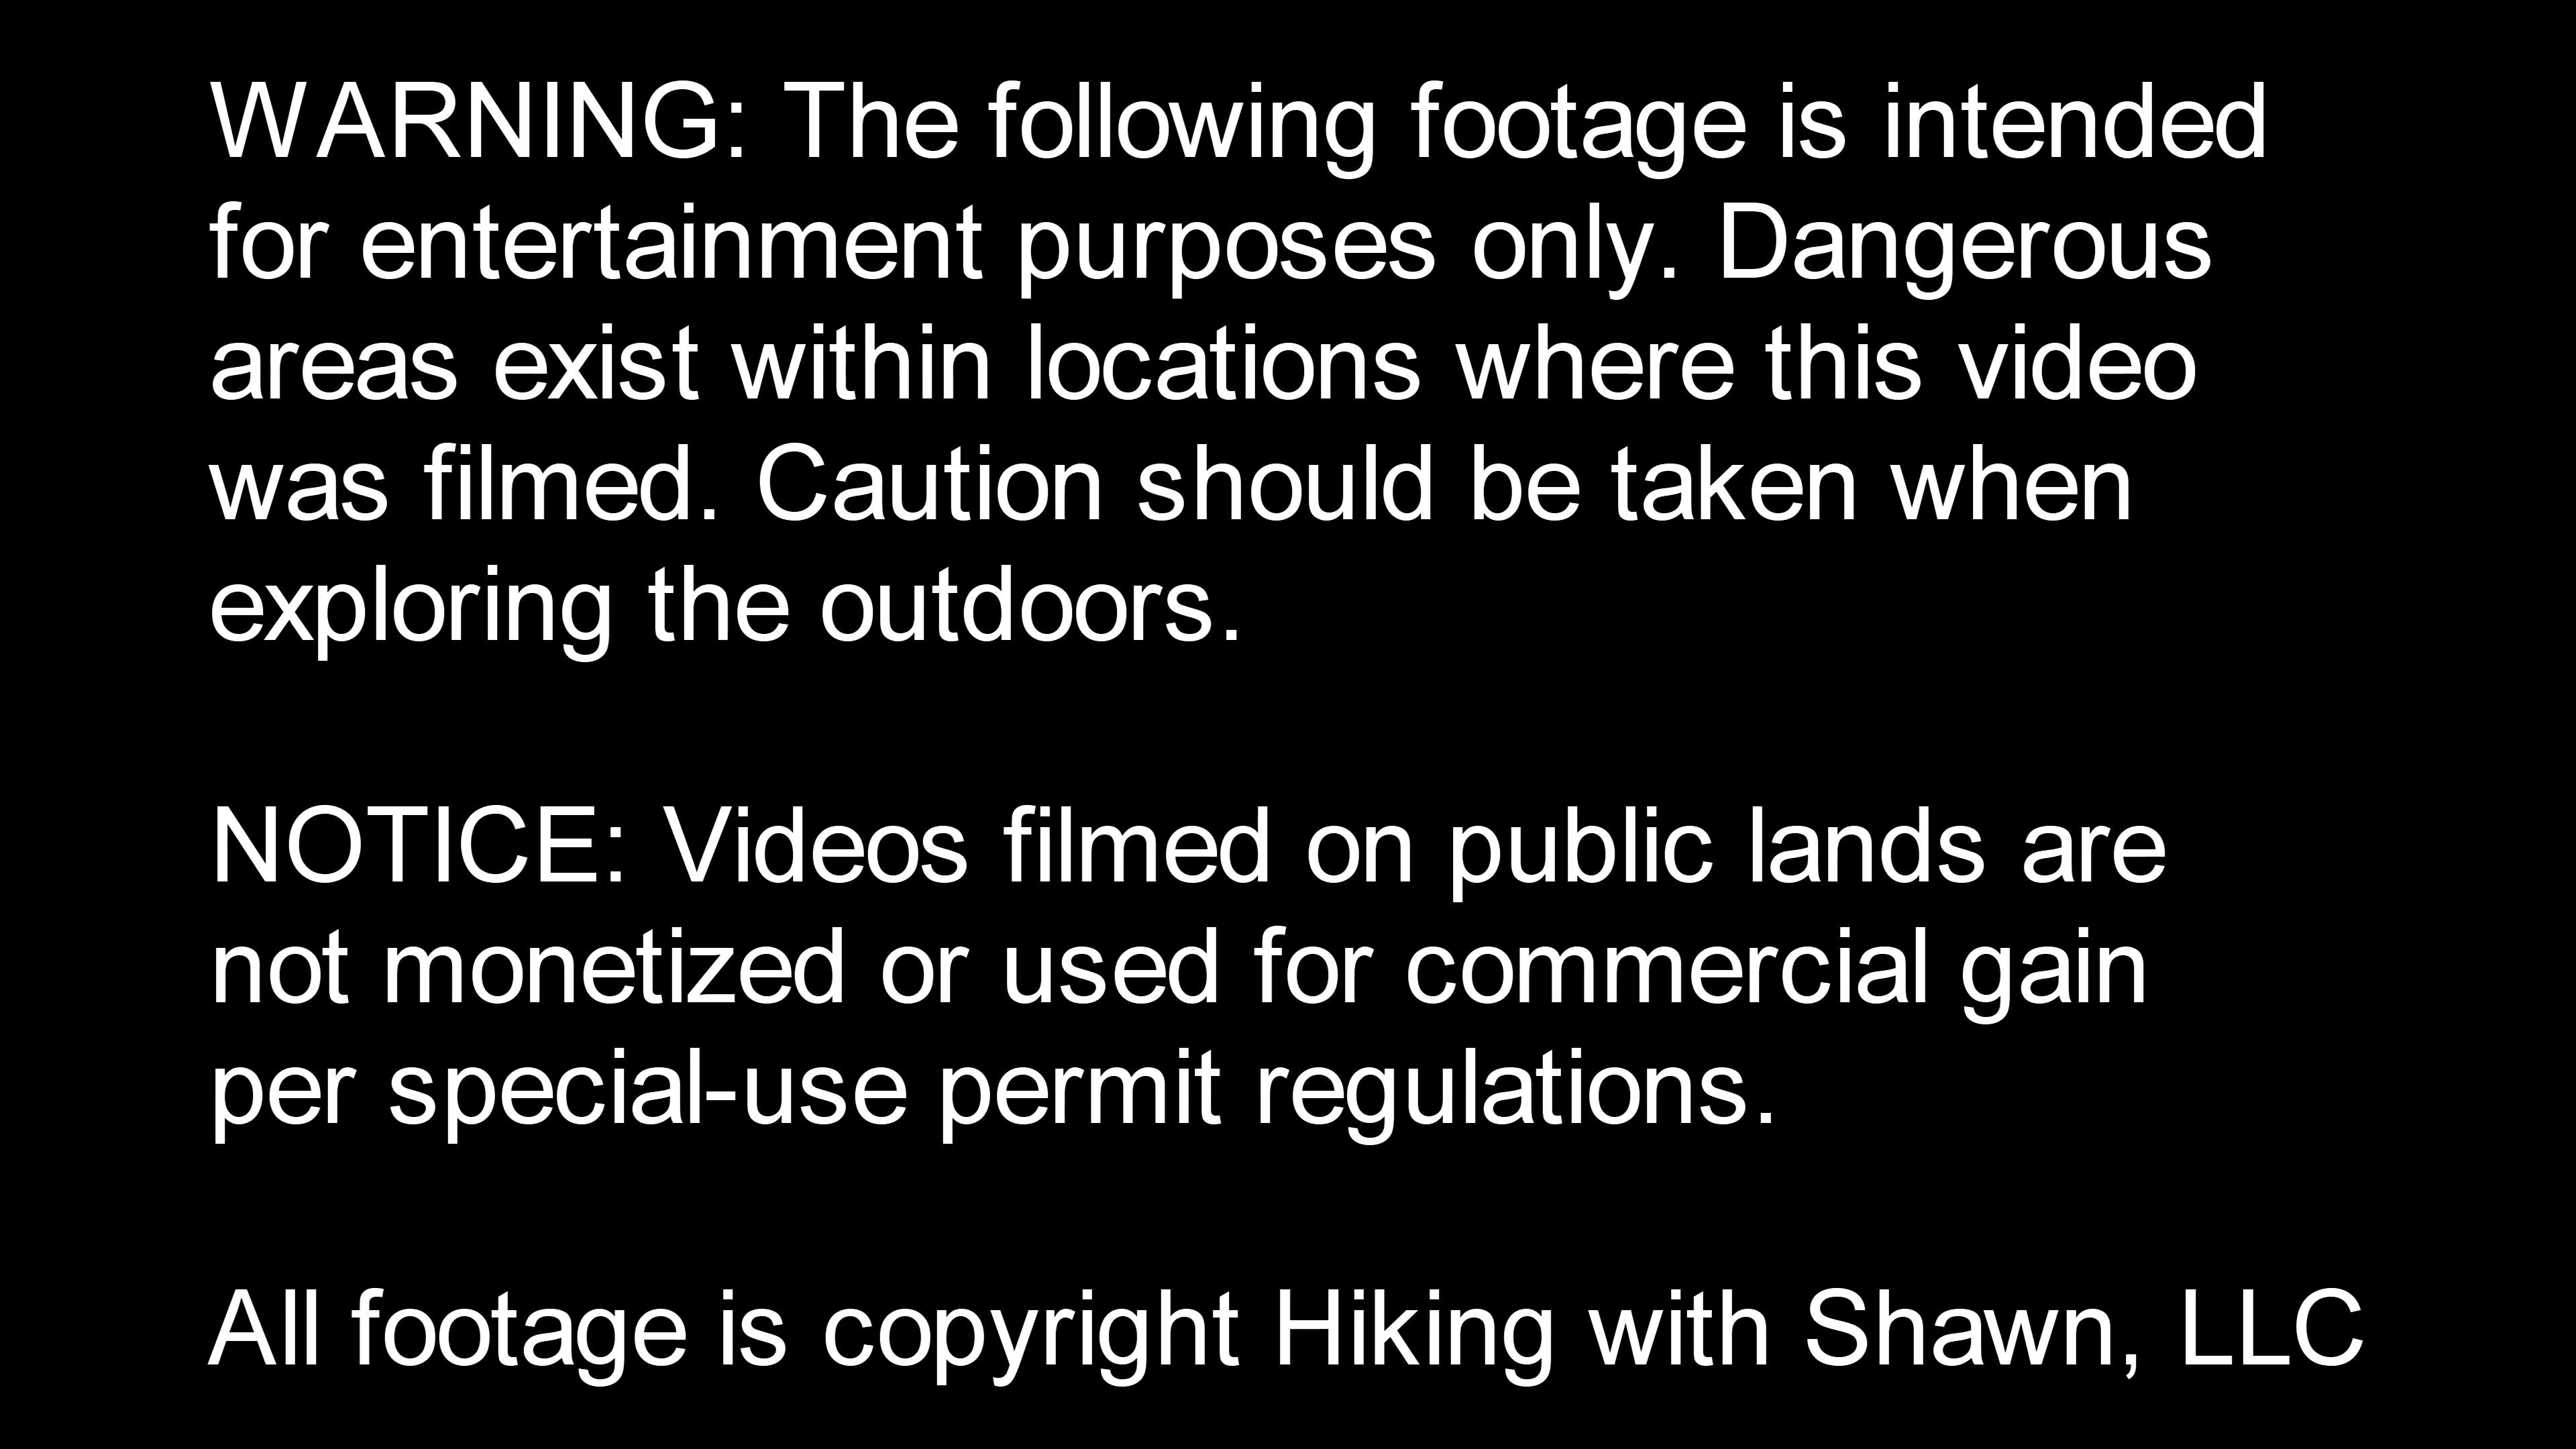 WARNING: The following footage is intended
for entertainment purposes only. Dangerous
areas exist within locations where this video
was filmed. Caution should be taken when
exploring the outdoors.
NOTICE: Videos filmed on public lands are
not monetized or used for commercial gain
per special-use permit regulations.
All footage is copyright Hiking with Shawn, LLC